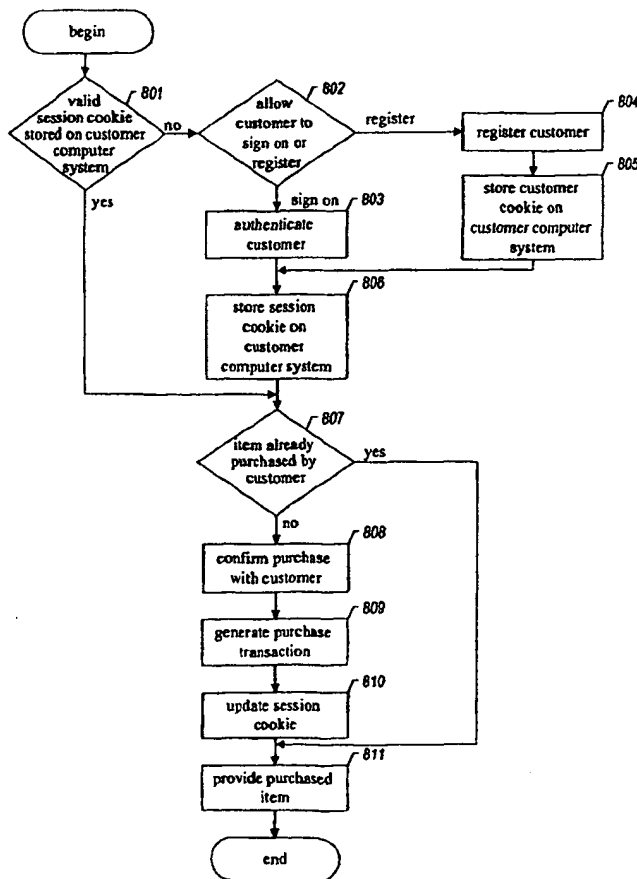 begin
801
valid
session cookie
stored on customer
computer
system
no
yes
802
allow
customer to
sign on or
register
register
sign on
804
register customer
805
store customer
cookie on
customer computer
system
803
authenticate
customer
806
store session
cookie on
customer
computer system
807
item already
purchased by
customer
yes
no
808
confirm purchase
with customer
809
generate purchase
transaction
810
update session
cookie
811
provide purchased
item
end